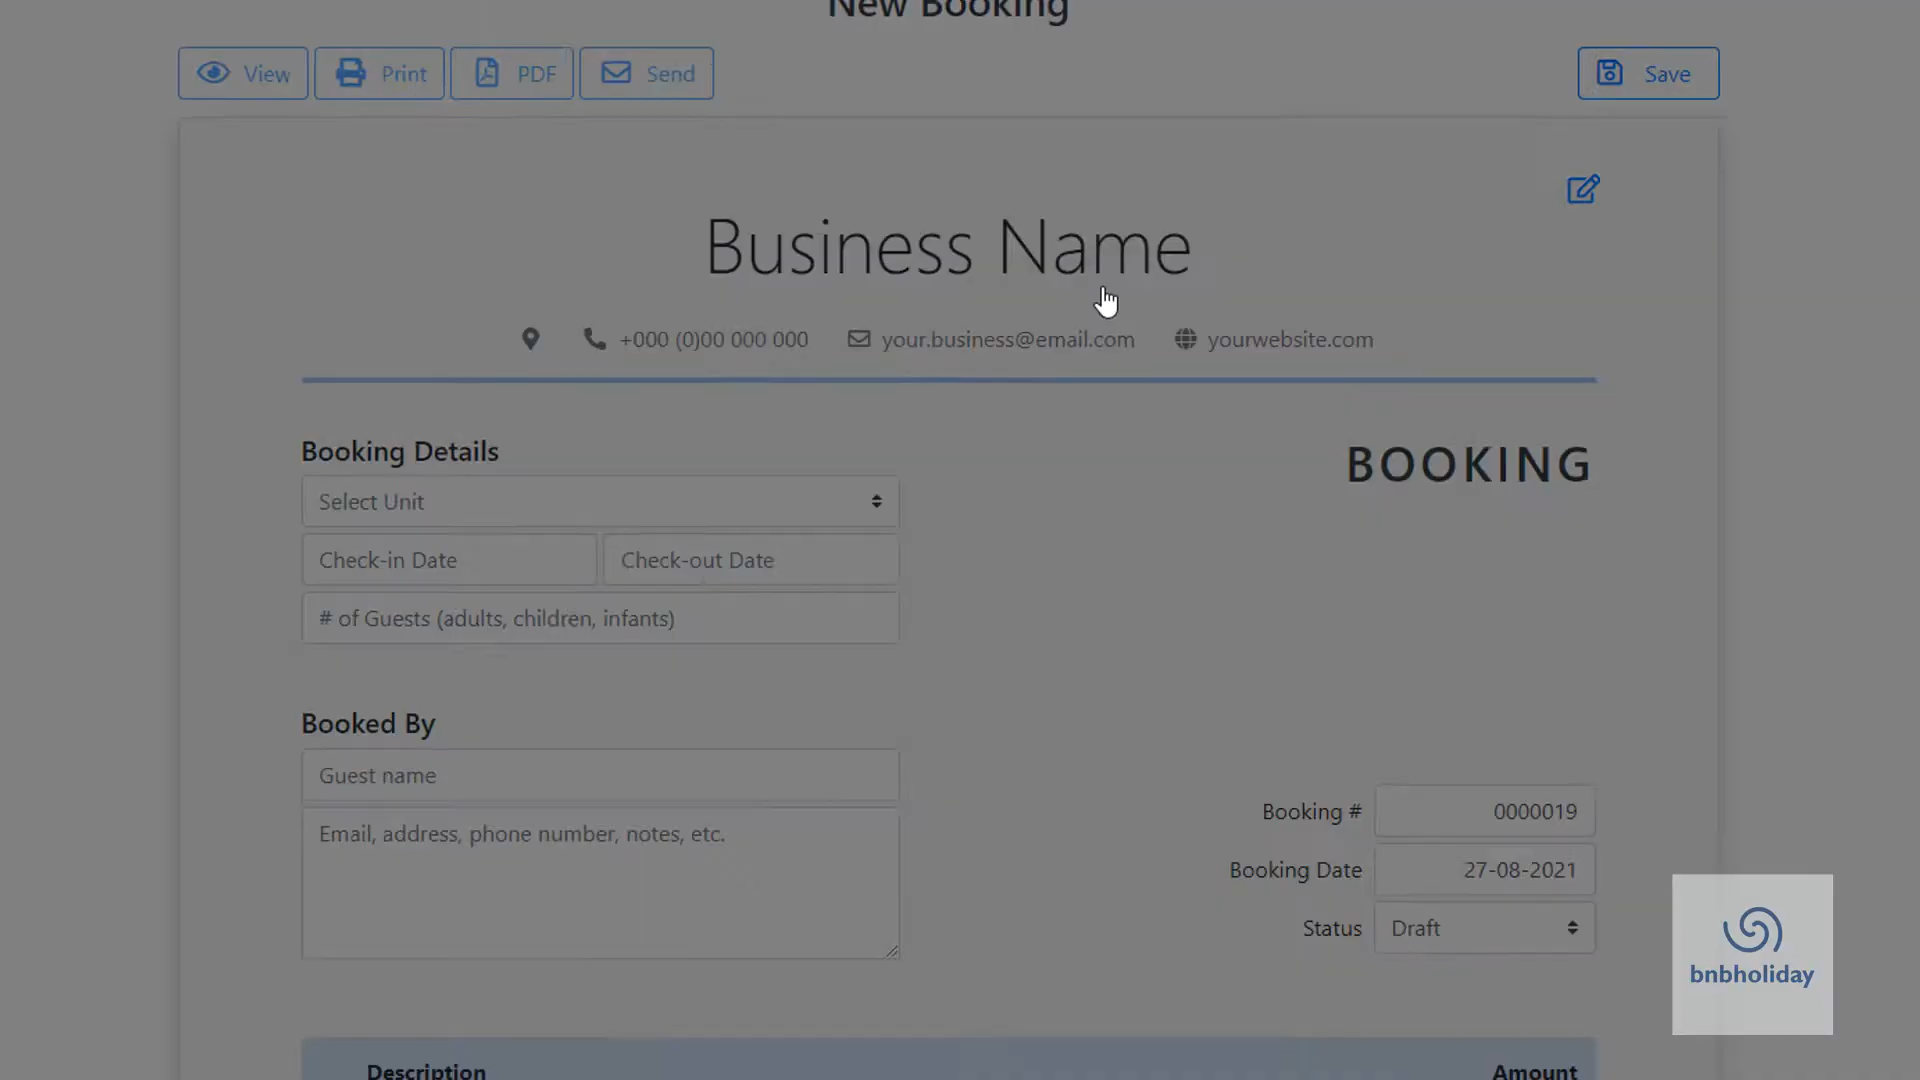 New Booking
View Print PDF Send Save
Business Name
+000 (0)00 000 000 your.business@email.com yourwebsite.com
Booking Details
BOOKING
Select Unit
Check-in Date Check-out Date
# of Guests (adults, children, infants)
Booked By
Guest name
Email, address, phone number, notes, etc.
Booking # 0000019
Booking Date 27-08-2021
Status Draft
bnbholiday
Description Amount